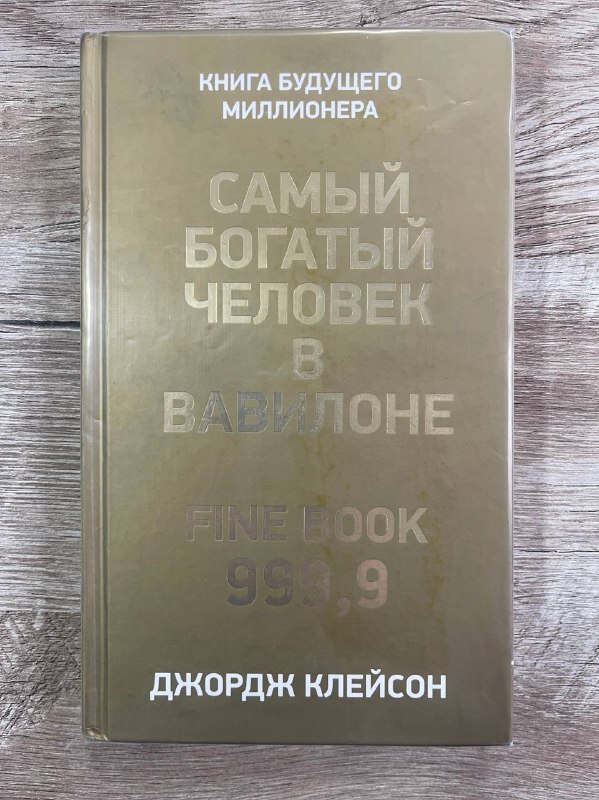 КНИГА БУДУЩЕГО
МИЛЛИОНЕРА
САМЫЙ
БОГАТЫЙ
ЧЕЛОВЕК
В
ВАВИЛОНЕ
FINE BOOK
999,9
ДЖОРДЖ КЛЕЙСОН